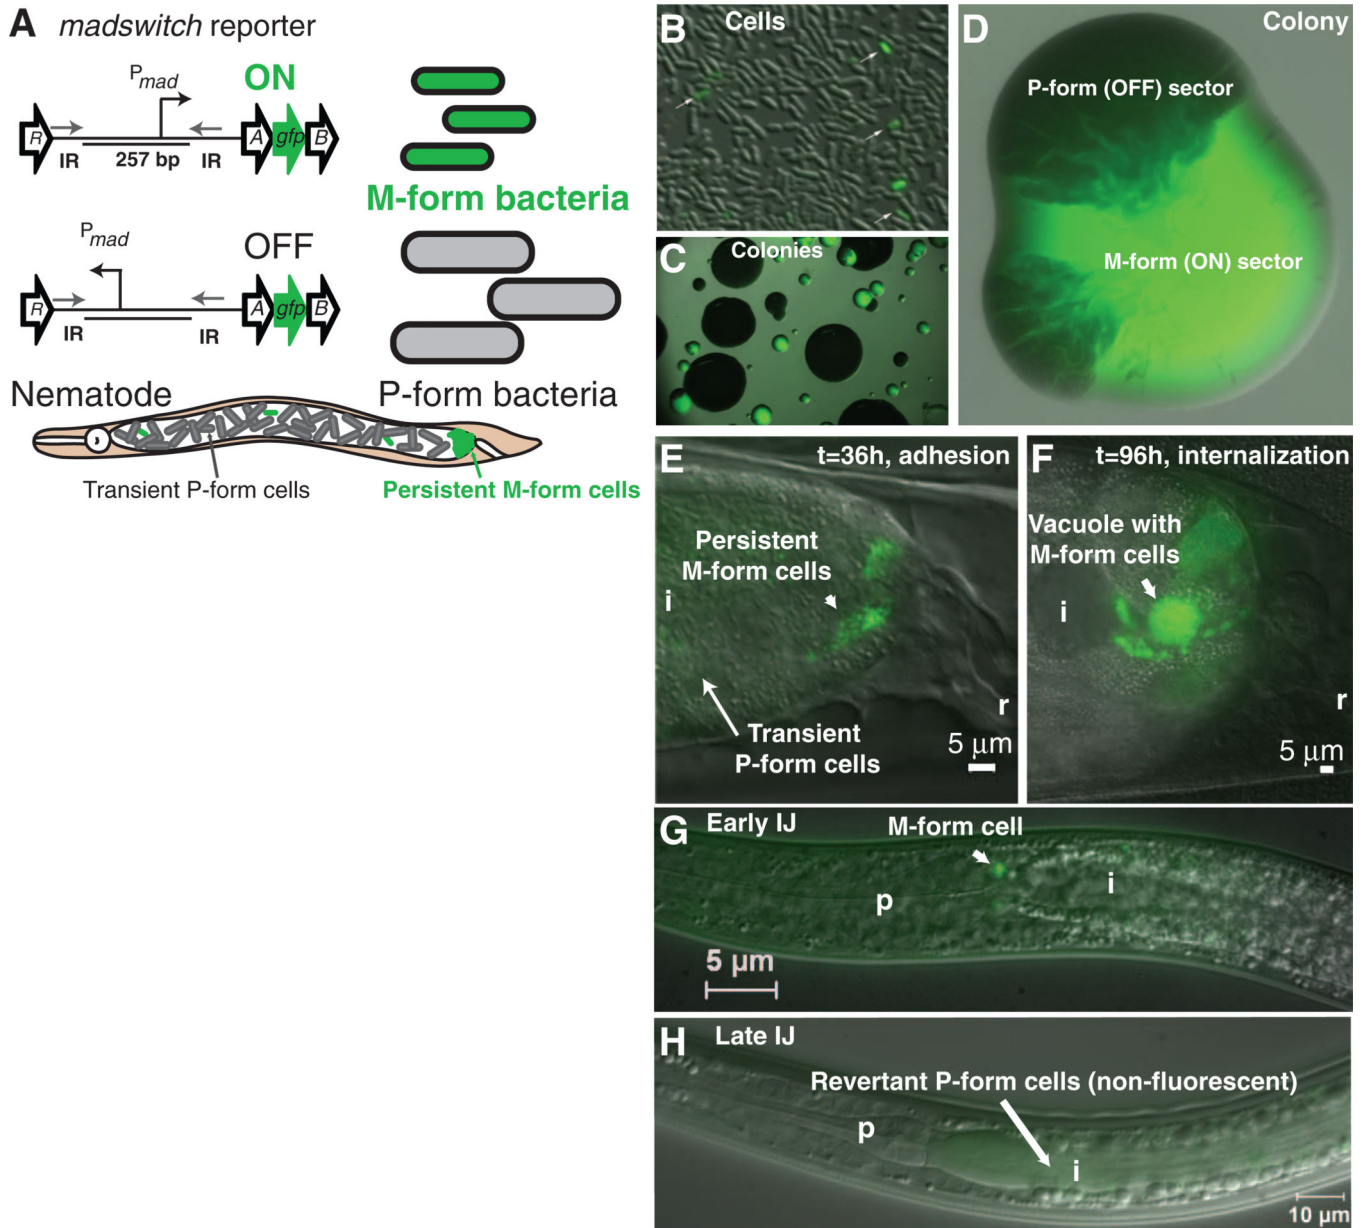 A madswitch reporter
Pmad
ON
R
A
gfp
B
IR
257 bp
IR
M-form bacteria
Pmad
OFF
R
A
gfp
B
IR
IR
Nematode
P-form bacteria
Transient P-form cells
Persistent M-form cells
B Cells
C Colonies
D Colony
P-form (OFF) sector
M-form (ON) sector
E t=36h, adhesion
Persistent
M-form cells
i
Transient
P-form cells
r
5 µm
F t=96h, internalization
Vacuole with
M-form cells
i
r
5 µm
G Early IJ
M-form cell
p
i
5 µm
H Late IJ
Revertant P-form cells (non-fluorescent)
p
i
10 µm